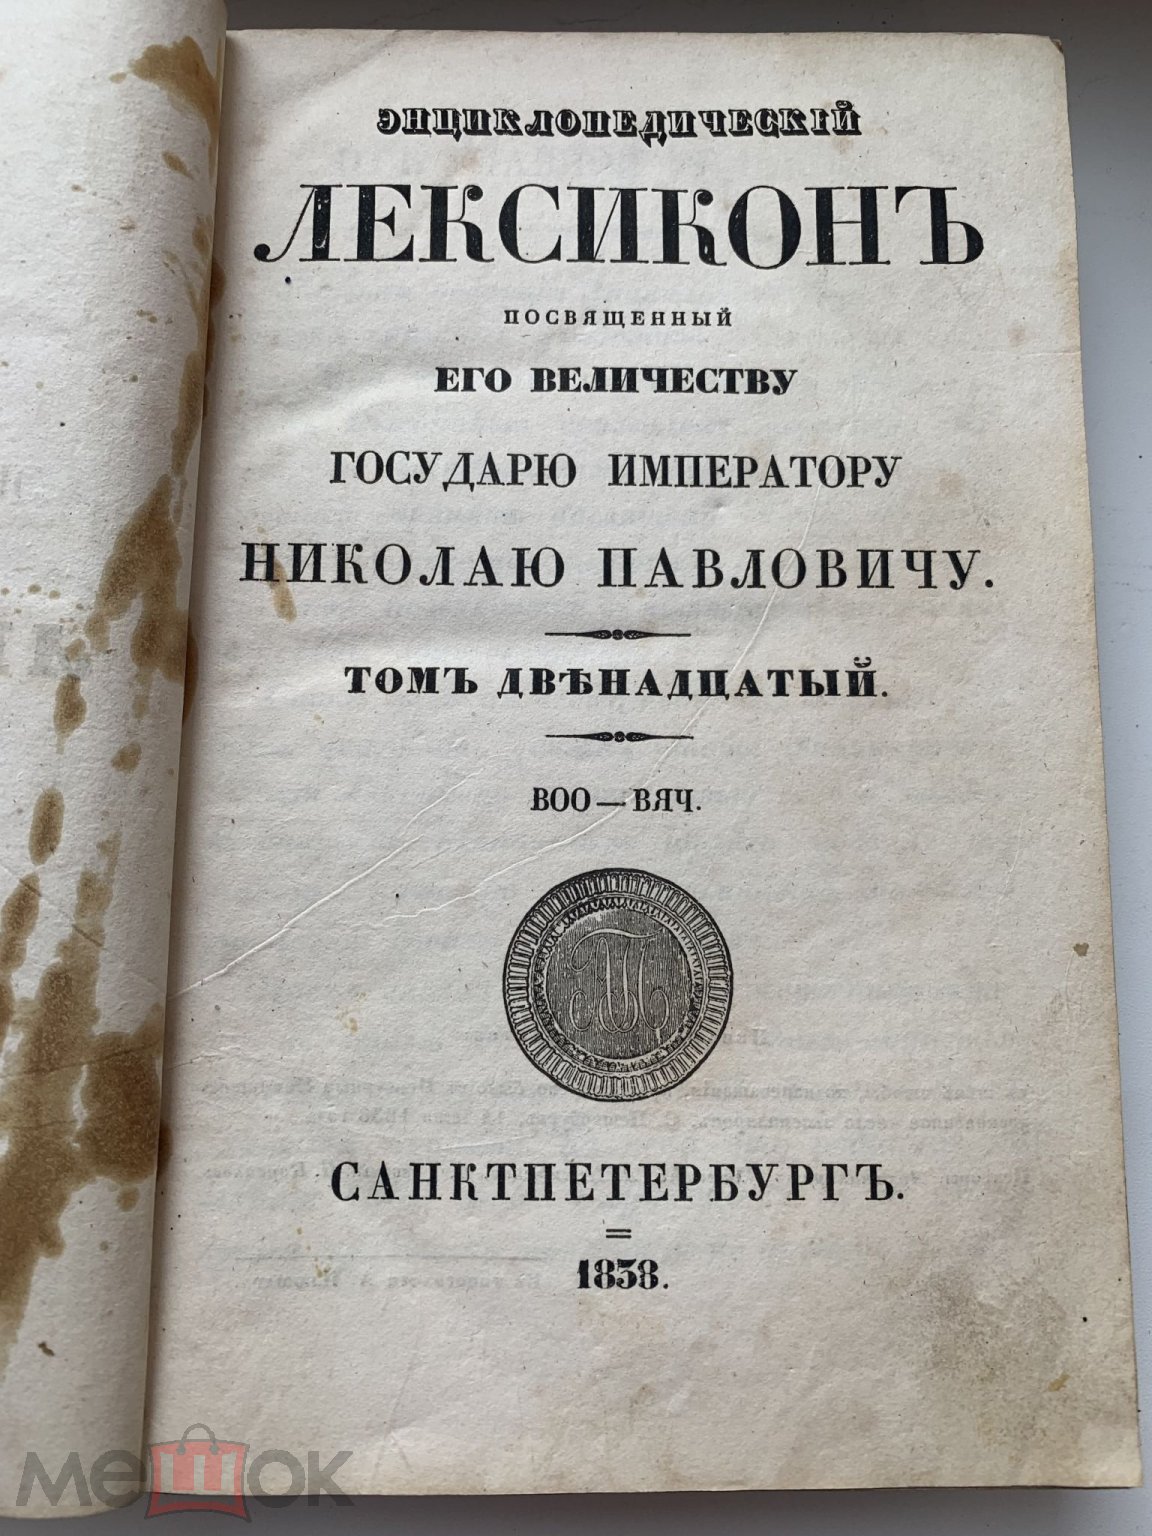 ЭНЦИКЛОПЕДИЧЕСКІЙ
ЛЕКСИКОНЪ
ПОСВЯЩЕННЫЙ
ЕГО ВЕЛИЧЕСТВУ
ГОСУДАРЮ ИМПЕРАТОРУ
НИКОЛАЮ ПАВЛОВИЧУ.
ТОМЪ ДВѢНАДЦАТЫЙ.
ВОО — ВЯЧ.
САНКТПЕТЕРБУРГЪ.
1838.
мешок